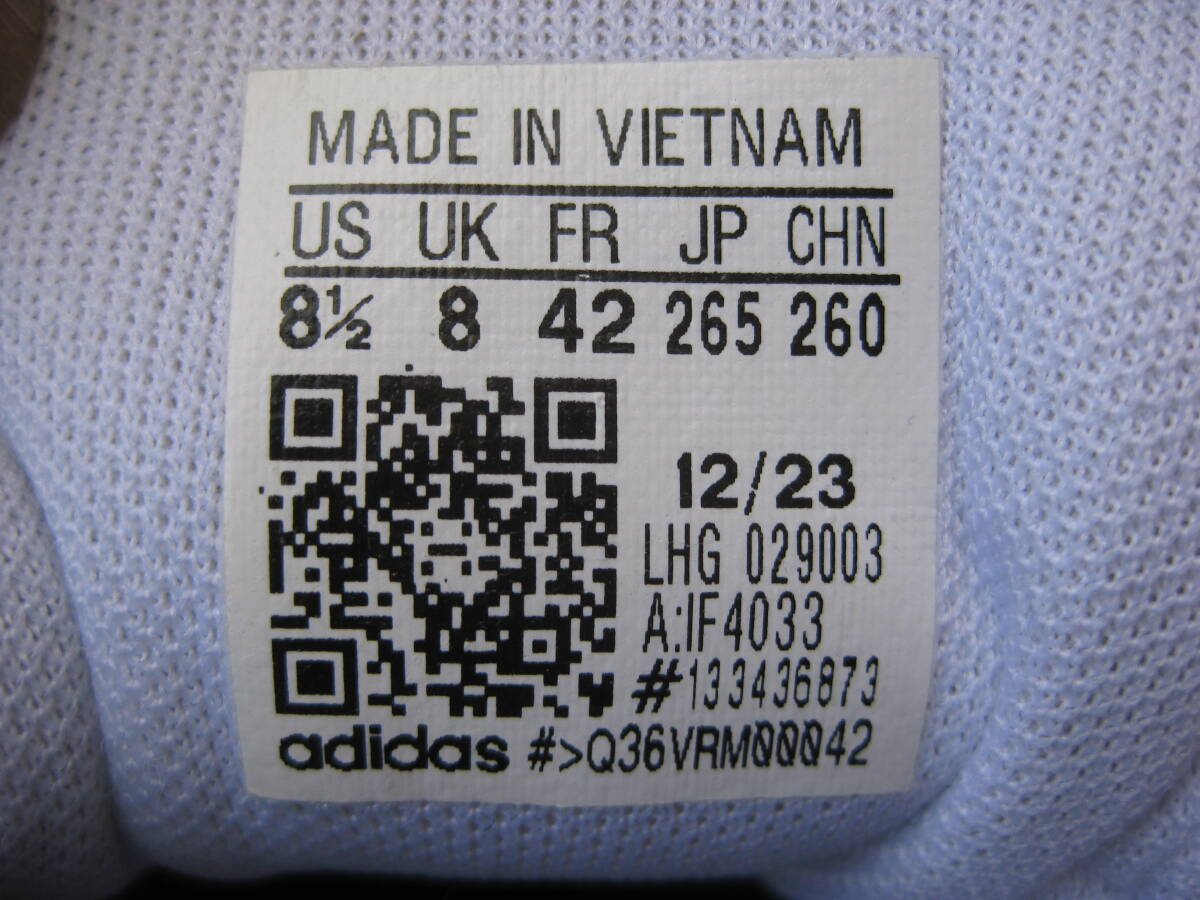 MADE IN VIETNAM
US UK FR JP CHN
8½ 8 42 265 260
12/23
LHG 029003
A:IF4033
#133436873
adidas #>Q36VRM00042